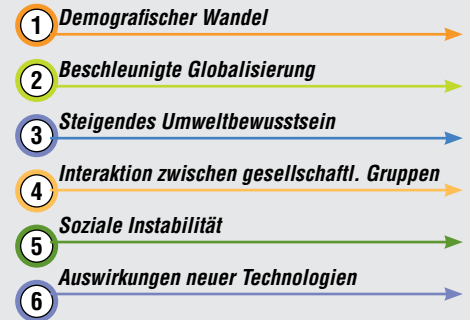 1 Demografischer Wandel
2 Beschleunigte Globalisierung
3 Steigendes Umweltbewusstsein
4 Interaktion zwischen gesellschaftl. Gruppen
5 Soziale Instabilität
6 Auswirkungen neuer Technologien